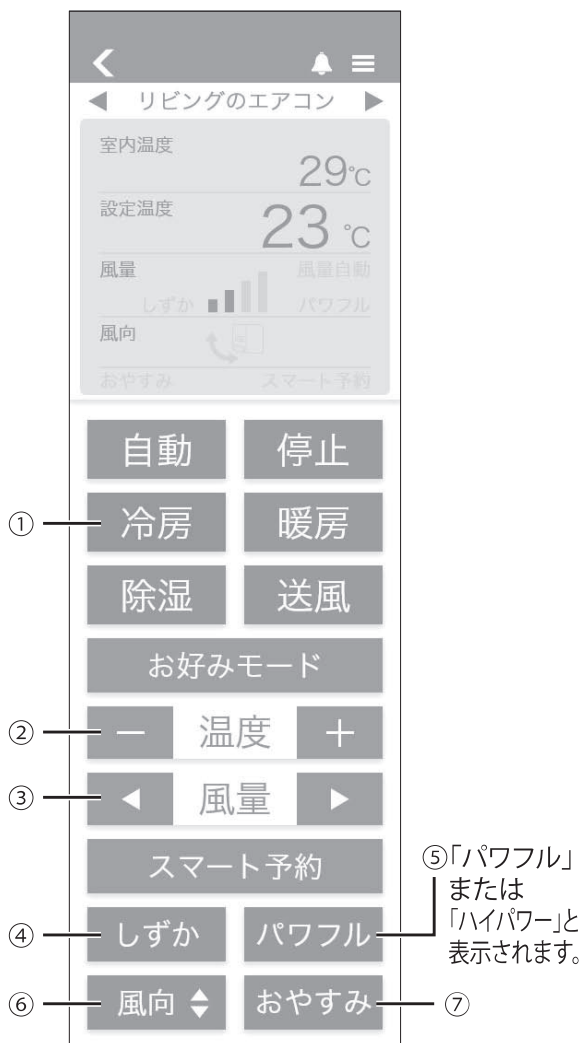 リビングのエアコン
室内温度
29℃
設定温度
23℃
風量
風量自動
しずか
パワフル
風向
おやすみ
スマート予約
自動
停止
①
冷房
暖房
除湿
送風
お好みモード
②
－
温度
＋
③
◀
風量
▶
スマート予約
④
しずか
パワフル
⑤「パワフル」
または
「ハイパワー」と
表示されます。
⑥
風向
おやすみ
⑦